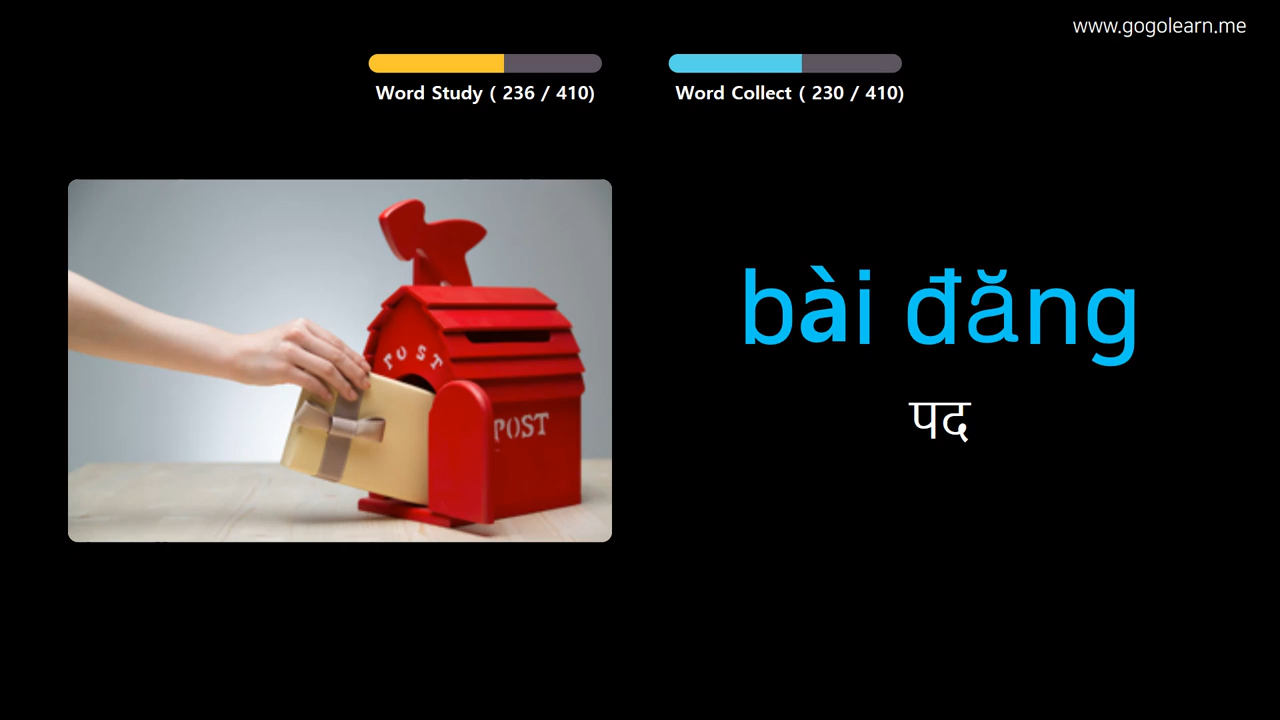 www.gogolearn.me
Word Study ( 236 / 410)
Word Collect ( 230 / 410)
POST
POST
bài đăng
पद